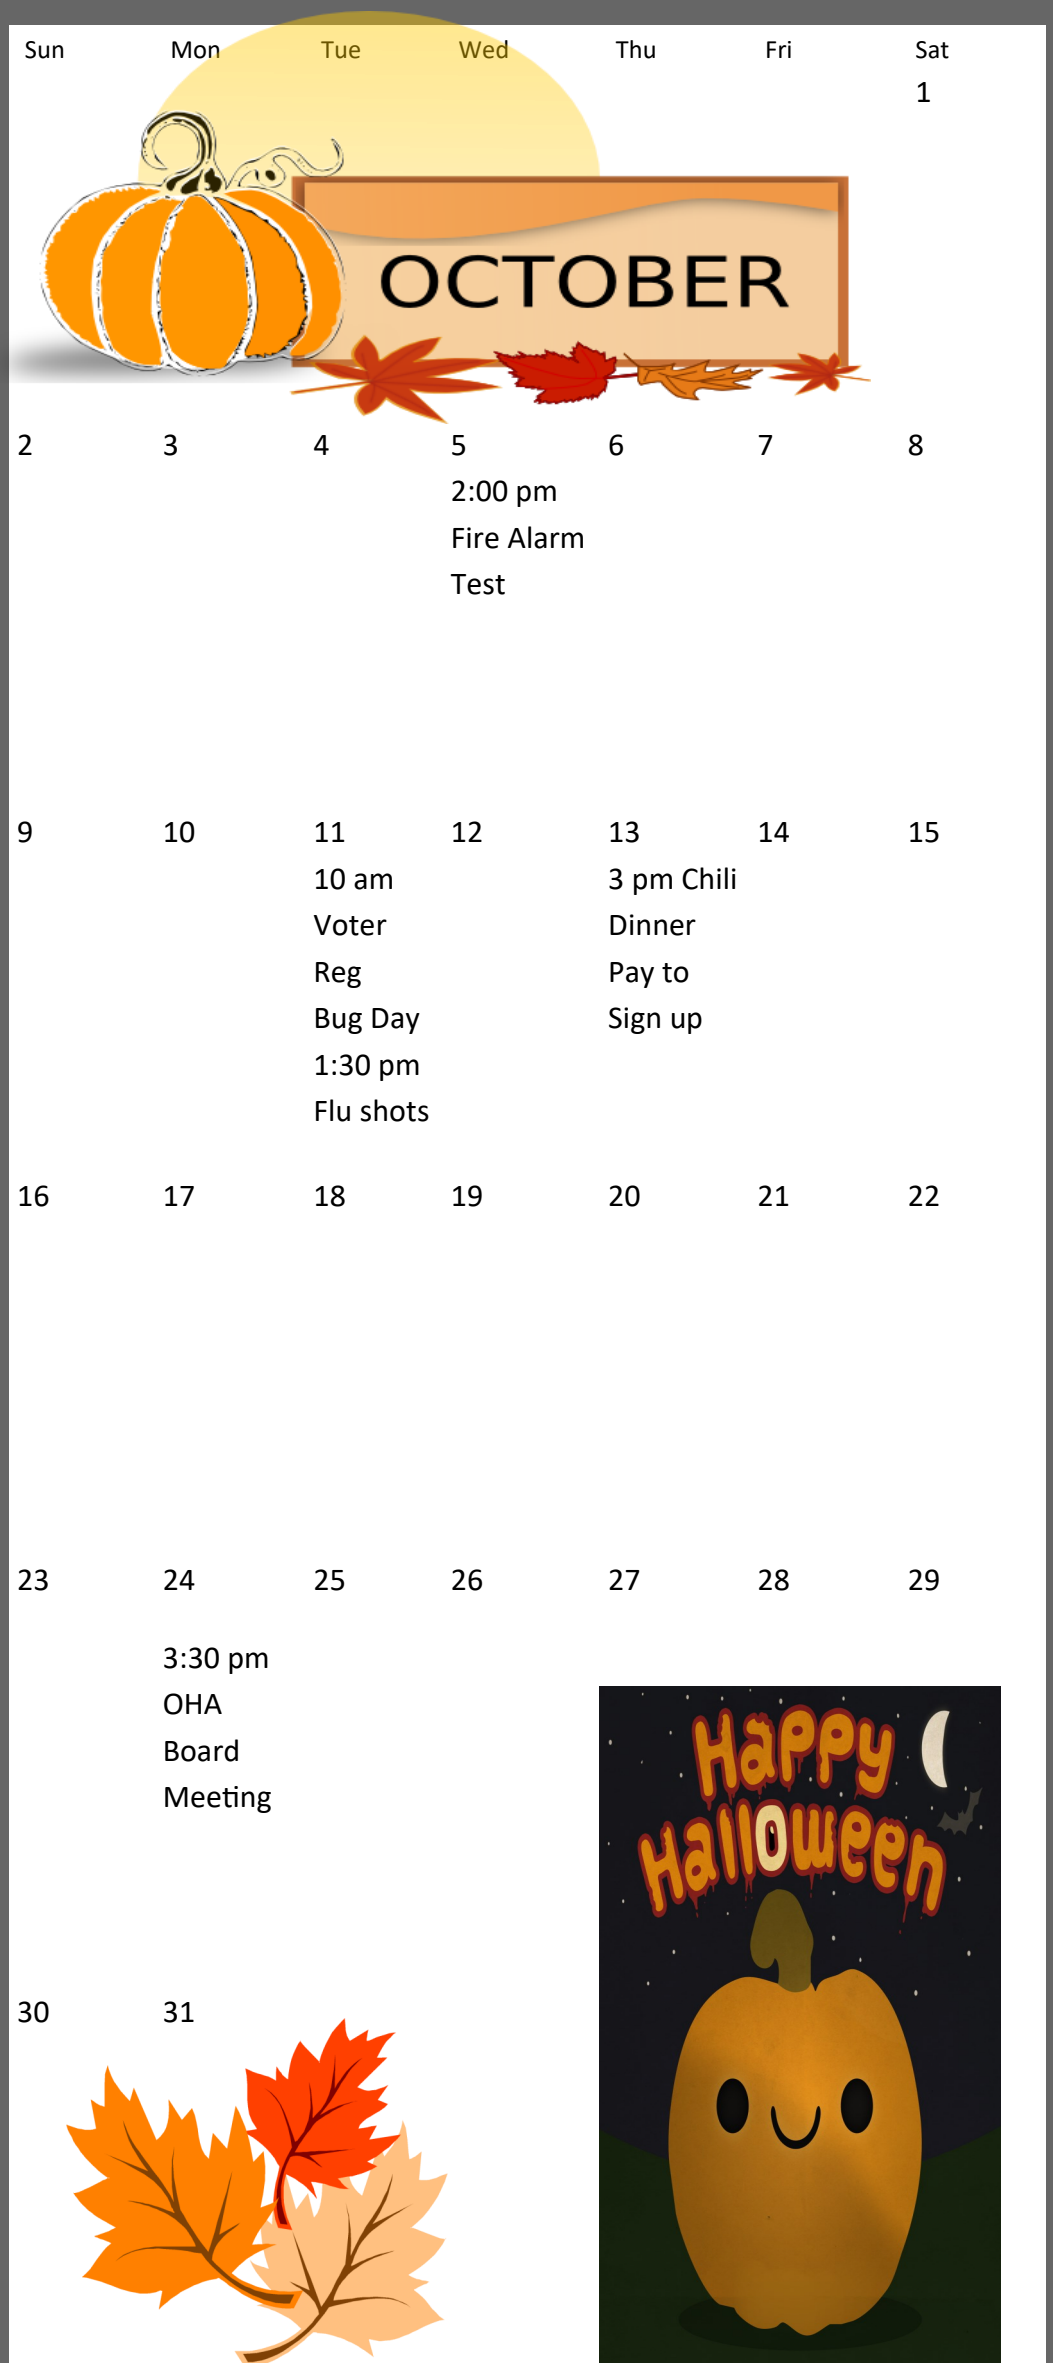 Sun Mon Tue Wed Thu Fri Sat
1
OCTOBER
2 3 4 5 6 7 8
2:00 pm
Fire Alarm
Test
9 10 11 12 13 14 15
10 am
Voter
Reg
Bug Day
1:30 pm
Flu shots
3 pm Chili
Dinner
Pay to
Sign up
16 17 18 19 20 21 22
23 24 25 26 27 28 29
3:30 pm
OHA
Board
Meeting
Happy
Halloween
30 31